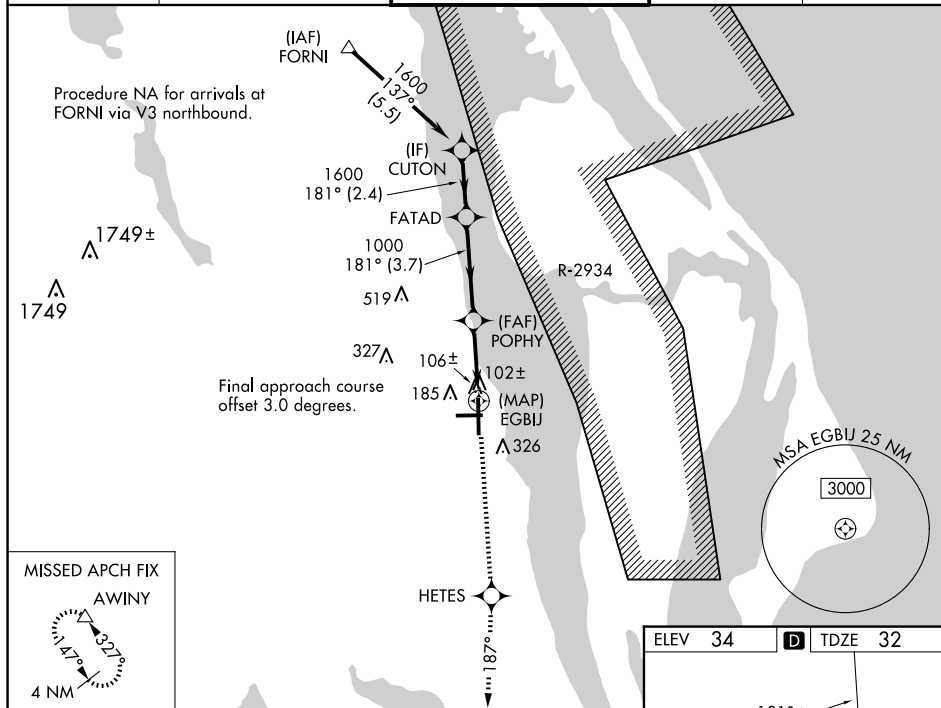 (IAF)
FORNI
1600
137°
(5.5)
Procedure NA for arrivals at
FORNI via V3 northbound.
(IF)
CUTON
1600
181° (2.4)
FATAD
1749±
1000
181° (3.7)
R-2934
1749
519
(FAF)
POPHY
327
106±
102±
Final approach course
offset 3.0 degrees.
185
(MAP)
EGBIJ
326
MSA EGBIJ 25 NM
3000
MISSED APCH FIX
AWINY
147°
327°
4 NM
HETES
187°
ELEV 34 D TDZE 32